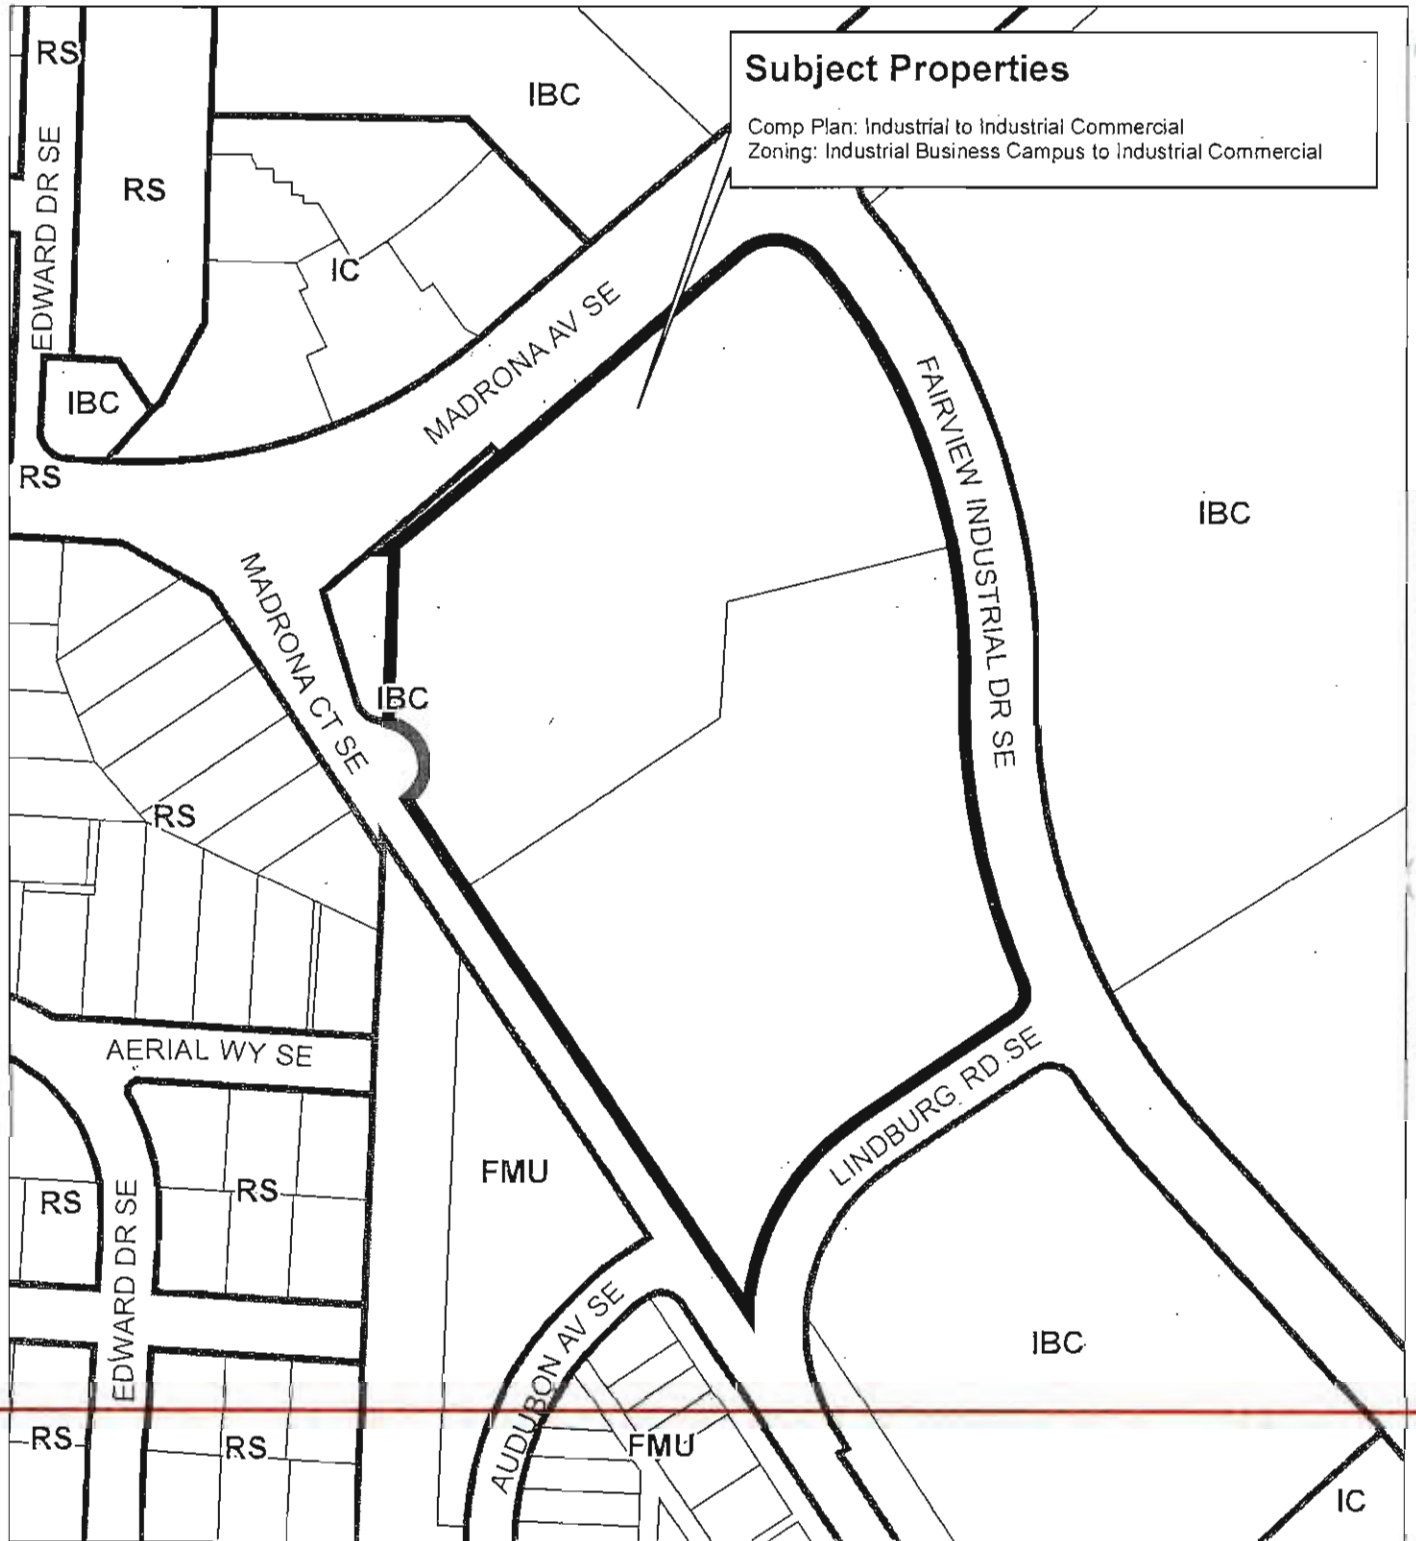 RS
IBC
Subject Properties
Comp Plan: Industrial to Industrial Commercial
Zoning: Industrial Business Campus to Industrial Commercial
EDWARD DR SE
RS
IC
MADRONA AV SE
IBC
FAIRVIEW INDUSTRIAL DR SE
RS
IBC
MADRONA CT SE
IBC
RS
AERIAL WY SE
LINDBURG RD SE
FMU
RS
RS
EDWARD DR SE
AUDUBON AV SE
IBC
RS
RS
FMU
IC